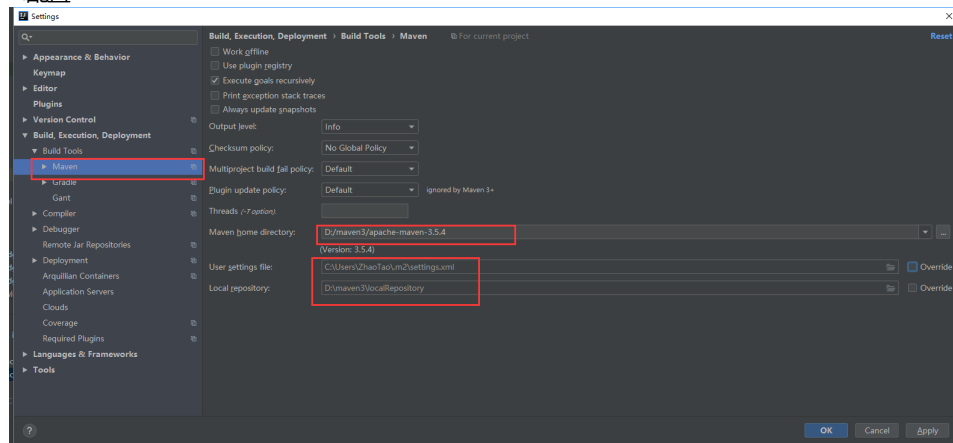 Settings
Build, Execution, Deployment › Build Tools › Maven For current project Reset
Work offline
Appearance & Behavior Use plugin registry
Keymap Execute goals recursively
Editor Print exception stack traces
Plugins Always update snapshots
Version Control Output level: Info
Build, Execution, Deployment
Build Tools Checksum policy: No Global Policy
Maven Multiproject build fail policy: Default
Gradle Plugin update policy: Default ignored by Maven 3+
Gant
Compiler Threads (-T option):
Debugger Maven home directory: D:/maven3/apache-maven-3.5.4 ...
Remote Jar Repositories (Version: 3.5.4)
Deployment User settings file: C:\Users\ZhaoTao\.m2\settings.xml Override
Arquillian Containers
Application Servers Local repository: D:\maven3\localRepository Override
Clouds
Coverage
Required Plugins
Languages & Frameworks
Tools
? OK Cancel Apply